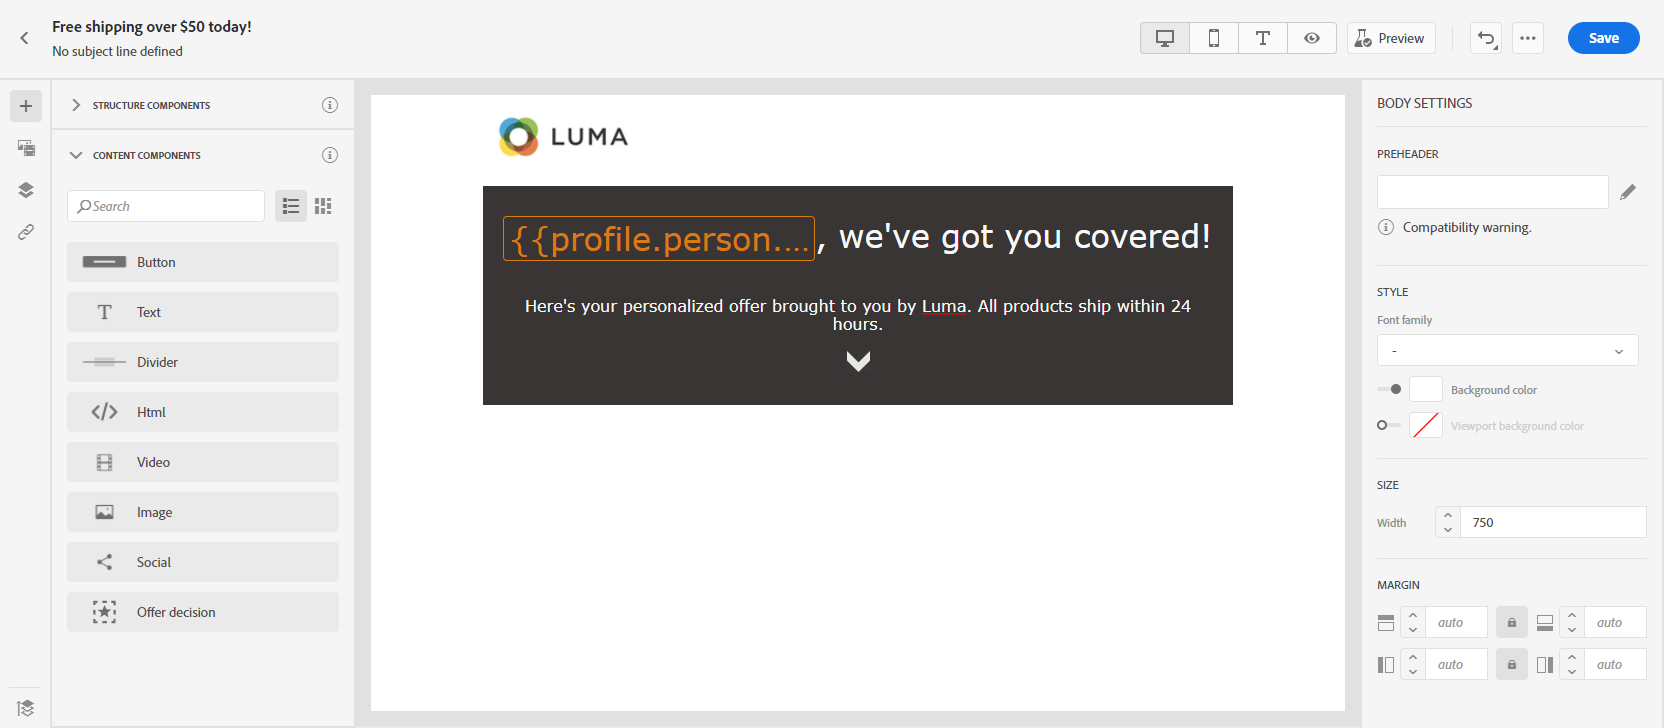 Free shipping over $50 today!
No subject line defined
Preview
Save
STRUCTURE COMPONENTS
CONTENT COMPONENTS
Search
Button
Text
Divider
Html
Video
Image
Social
Offer decision
LUMA
{{profile.person.... , we've got you covered!
Here's your personalized offer brought to you by Luma. All products ship within 24
hours.
BODY SETTINGS
PREHEADER
Compatibility warning.
STYLE
Font family
-
Background color
Viewport background color
SIZE
Width 750
MARGIN
auto auto
auto auto